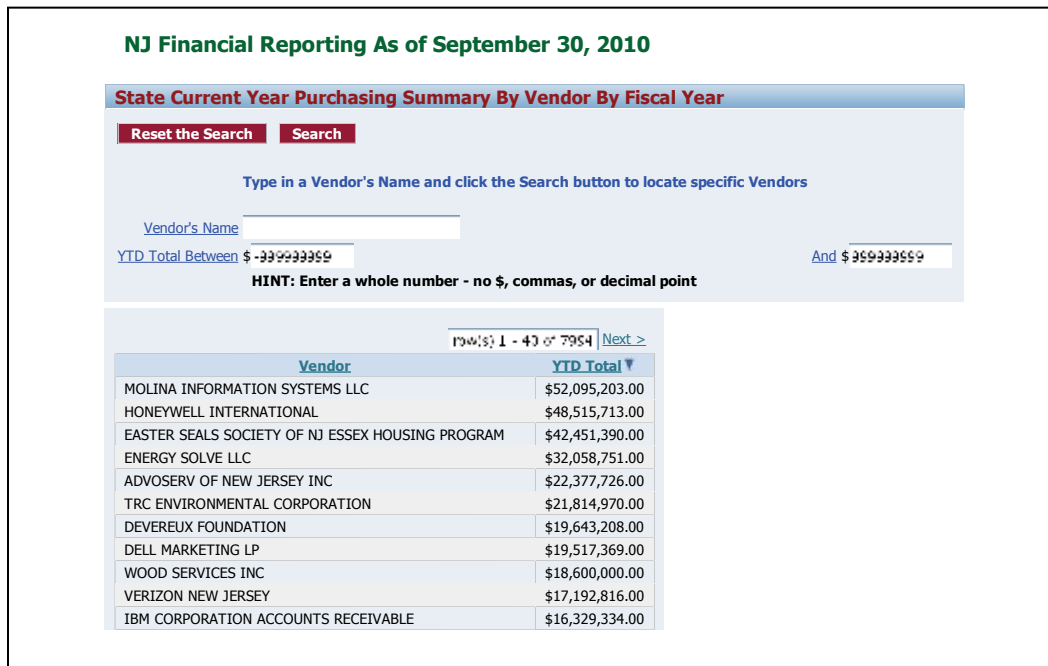 NJ Financial Reporting As of September 30, 2010
State Current Year Purchasing Summary By Vendor By Fiscal Year
Reset the Search Search
Type in a Vendor's Name and click the Search button to locate specific Vendors
Vendor's Name
YTD Total Between $ -999999999 And $ 999999999
HINT: Enter a whole number - no $, commas, or decimal point
row(s) 1 - 40 of Next >
Vendor YTD Total
MOLINA INFORMATION SYSTEMS LLC $52,095,203.00
HONEYWELL INTERNATIONAL $48,515,713.00
EASTER SEALS SOCIETY OF NJ ESSEX HOUSING PROGRAM $42,451,390.00
ENERGY SOLVE LLC $32,058,751.00
ADVOSERV OF NEW JERSEY INC $22,377,726.00
TRC ENVIRONMENTAL CORPORATION $21,814,970.00
DEVEREUX FOUNDATION $19,643,208.00
DELL MARKETING LP $19,517,369.00
WOOD SERVICES INC $18,600,000.00
VERIZON NEW JERSEY $17,192,816.00
IBM CORPORATION ACCOUNTS RECEIVABLE $16,329,334.00